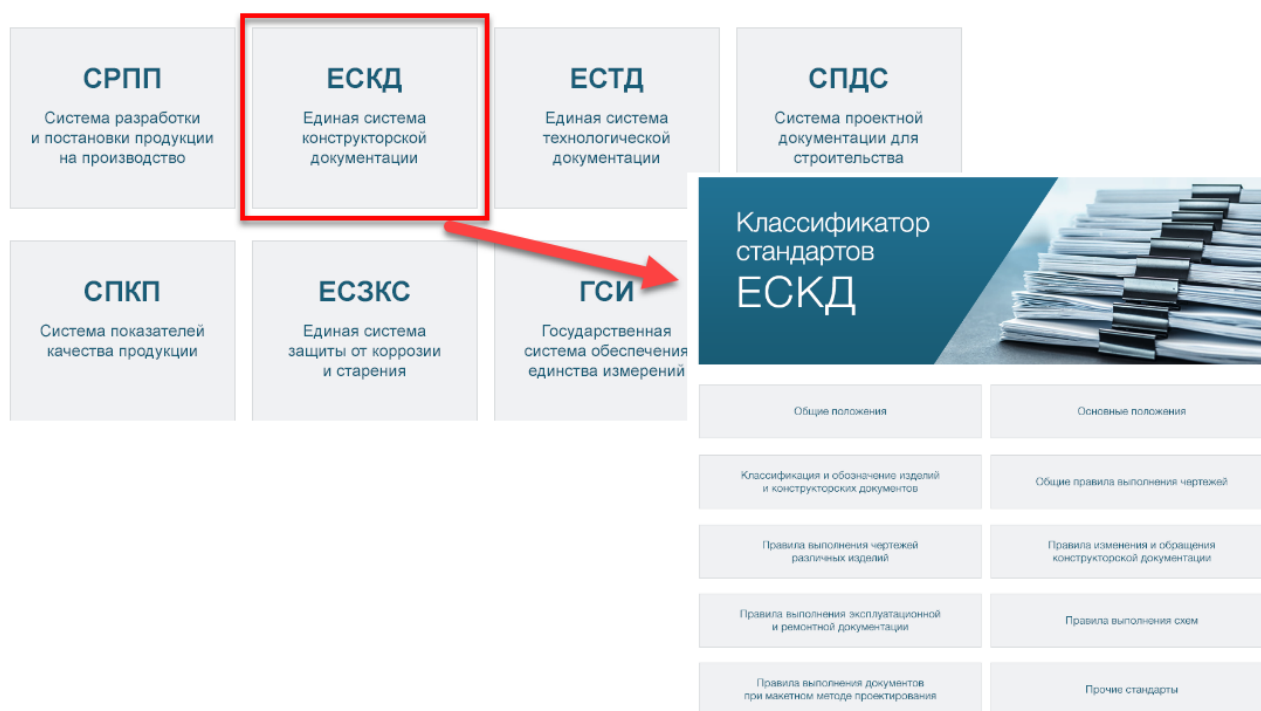 СРПП
Система разработки
и постановки продукции
на производство
ЕСКД
Единая система
конструкторской
документации
ЕСТД
Единая система
технологической
документации
СПДС
Система проектной
документации для
строительства
СПКП
Система показателей
качества продукции
ЕСЗКС
Единая система
защиты от коррозии
и старения
ГСИ
Государственная
система обеспечения
единства измерений
Классификатор
стандартов
ЕСКД
Общие положения
Основные положения
Классификация и обозначение изделий
и конструкторских документов
Общие правила выполнения чертежей
Правила выполнения чертежей
различных изделий
Правила изменения и обращения
конструкторской документации
Правила выполнения эксплуатационной
и ремонтной документации
Правила выполнения схем
Правила выполнения документов
при макетном методе проектирования
Прочие стандарты